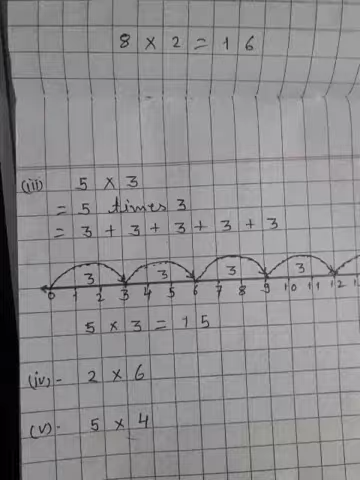 8 × 2 = 16
(iii) 5 × 3
= 5 times 3
= 3 + 3 + 3 + 3 + 3
3 3 3 3
0 1 2 3 4 5 6 7 8 9 10 11 12
5 × 3 = 15
(iv)- 2 × 6
(v)- 5 × 4